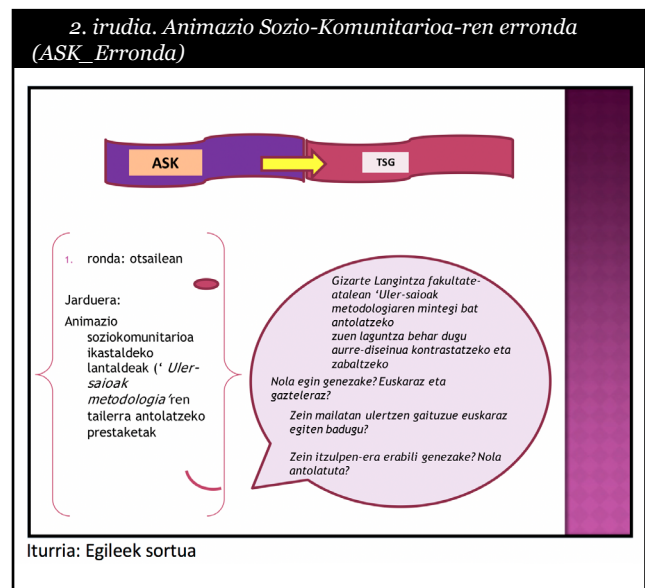 2. irudia. Animazio Sozio-Komunitarioa-ren erronda
(ASK_Erronda)
ASK
TSG
1. ronda: otsailean
Jarduera:
Animazio
soziokomunitarioa
ikastaldeko
lantaldeak (‘ Uler-
saioak
metodologia’ren
tailerra antolatzeko
prestaketak
Gizarte Langintza fakultate-
atalean ‘Uler-saioak
metodologiaren mintegi bat
antolatzeko
zuen laguntza behar dugu
aurre-diseinua kontrastatzeko eta
zabaltzeko
Nola egin genezake? Euskaraz eta
gazteleraz?
Zein mailatan ulertzen gaituzue euskaraz
egiten badugu?
Zein itzulpen-era erabili genezake? Nola
antolatuta?
Iturria: Egileek sortua